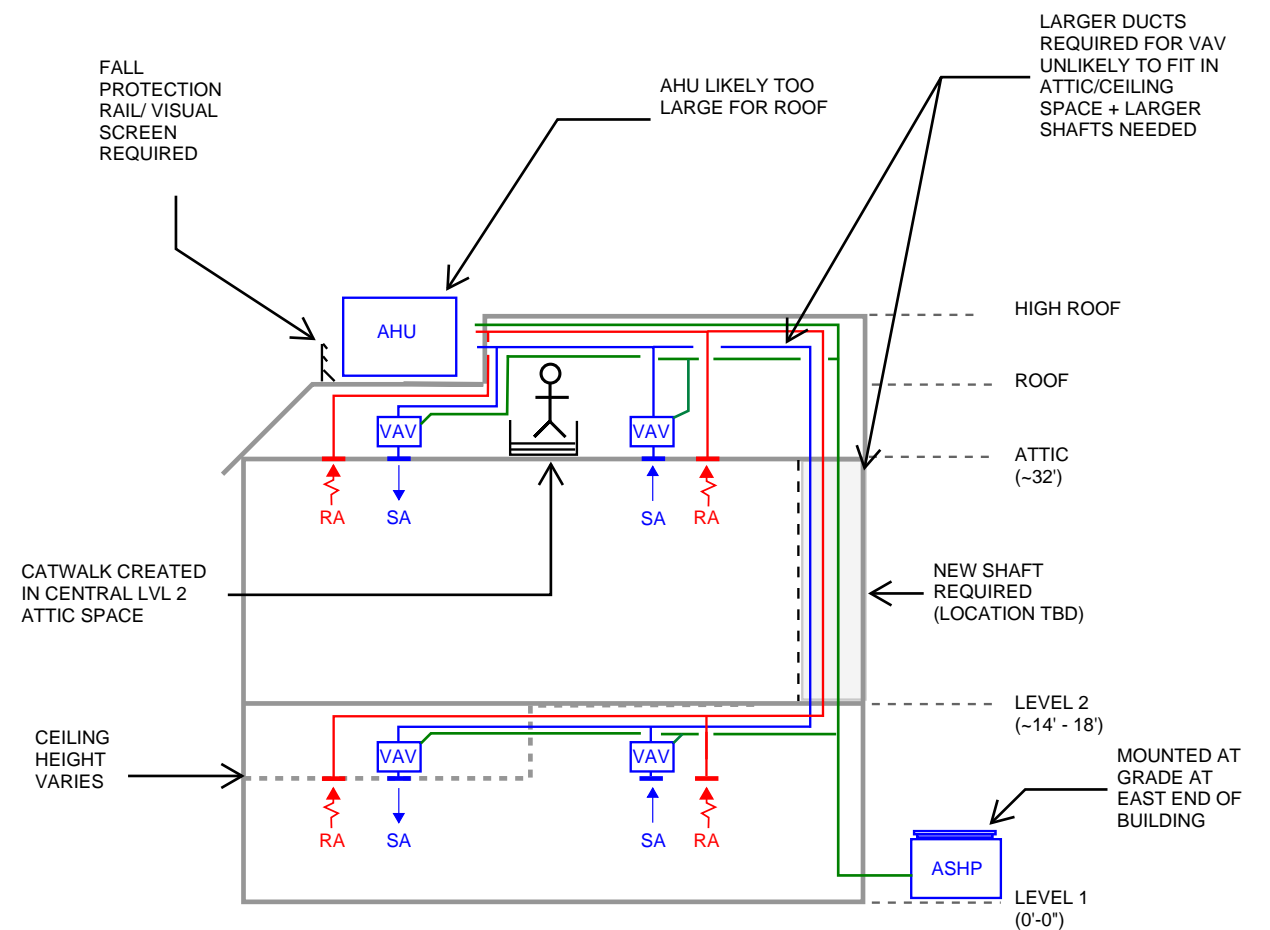 LARGER DUCTS
REQUIRED FOR VAV
UNLIKELY TO FIT IN
ATTIC/CEILING
SPACE + LARGER
SHAFTS NEEDED
FALL
PROTECTION
RAIL/ VISUAL
SCREEN
REQUIRED
AHU LIKELY TOO
LARGE FOR ROOF
HIGH ROOF
AHU
ROOF
VAV
VAV
ATTIC
(~32')
RA
SA
SA
RA
CATWALK CREATED
IN CENTRAL LVL 2
ATTIC SPACE
NEW SHAFT
REQUIRED
(LOCATION TBD)
LEVEL 2
(~14' - 18')
CEILING
HEIGHT
VARIES
VAV
VAV
MOUNTED AT
GRADE AT
EAST END OF
BUILDING
RA
SA
SA
RA
ASHP
LEVEL 1
(0'-0")